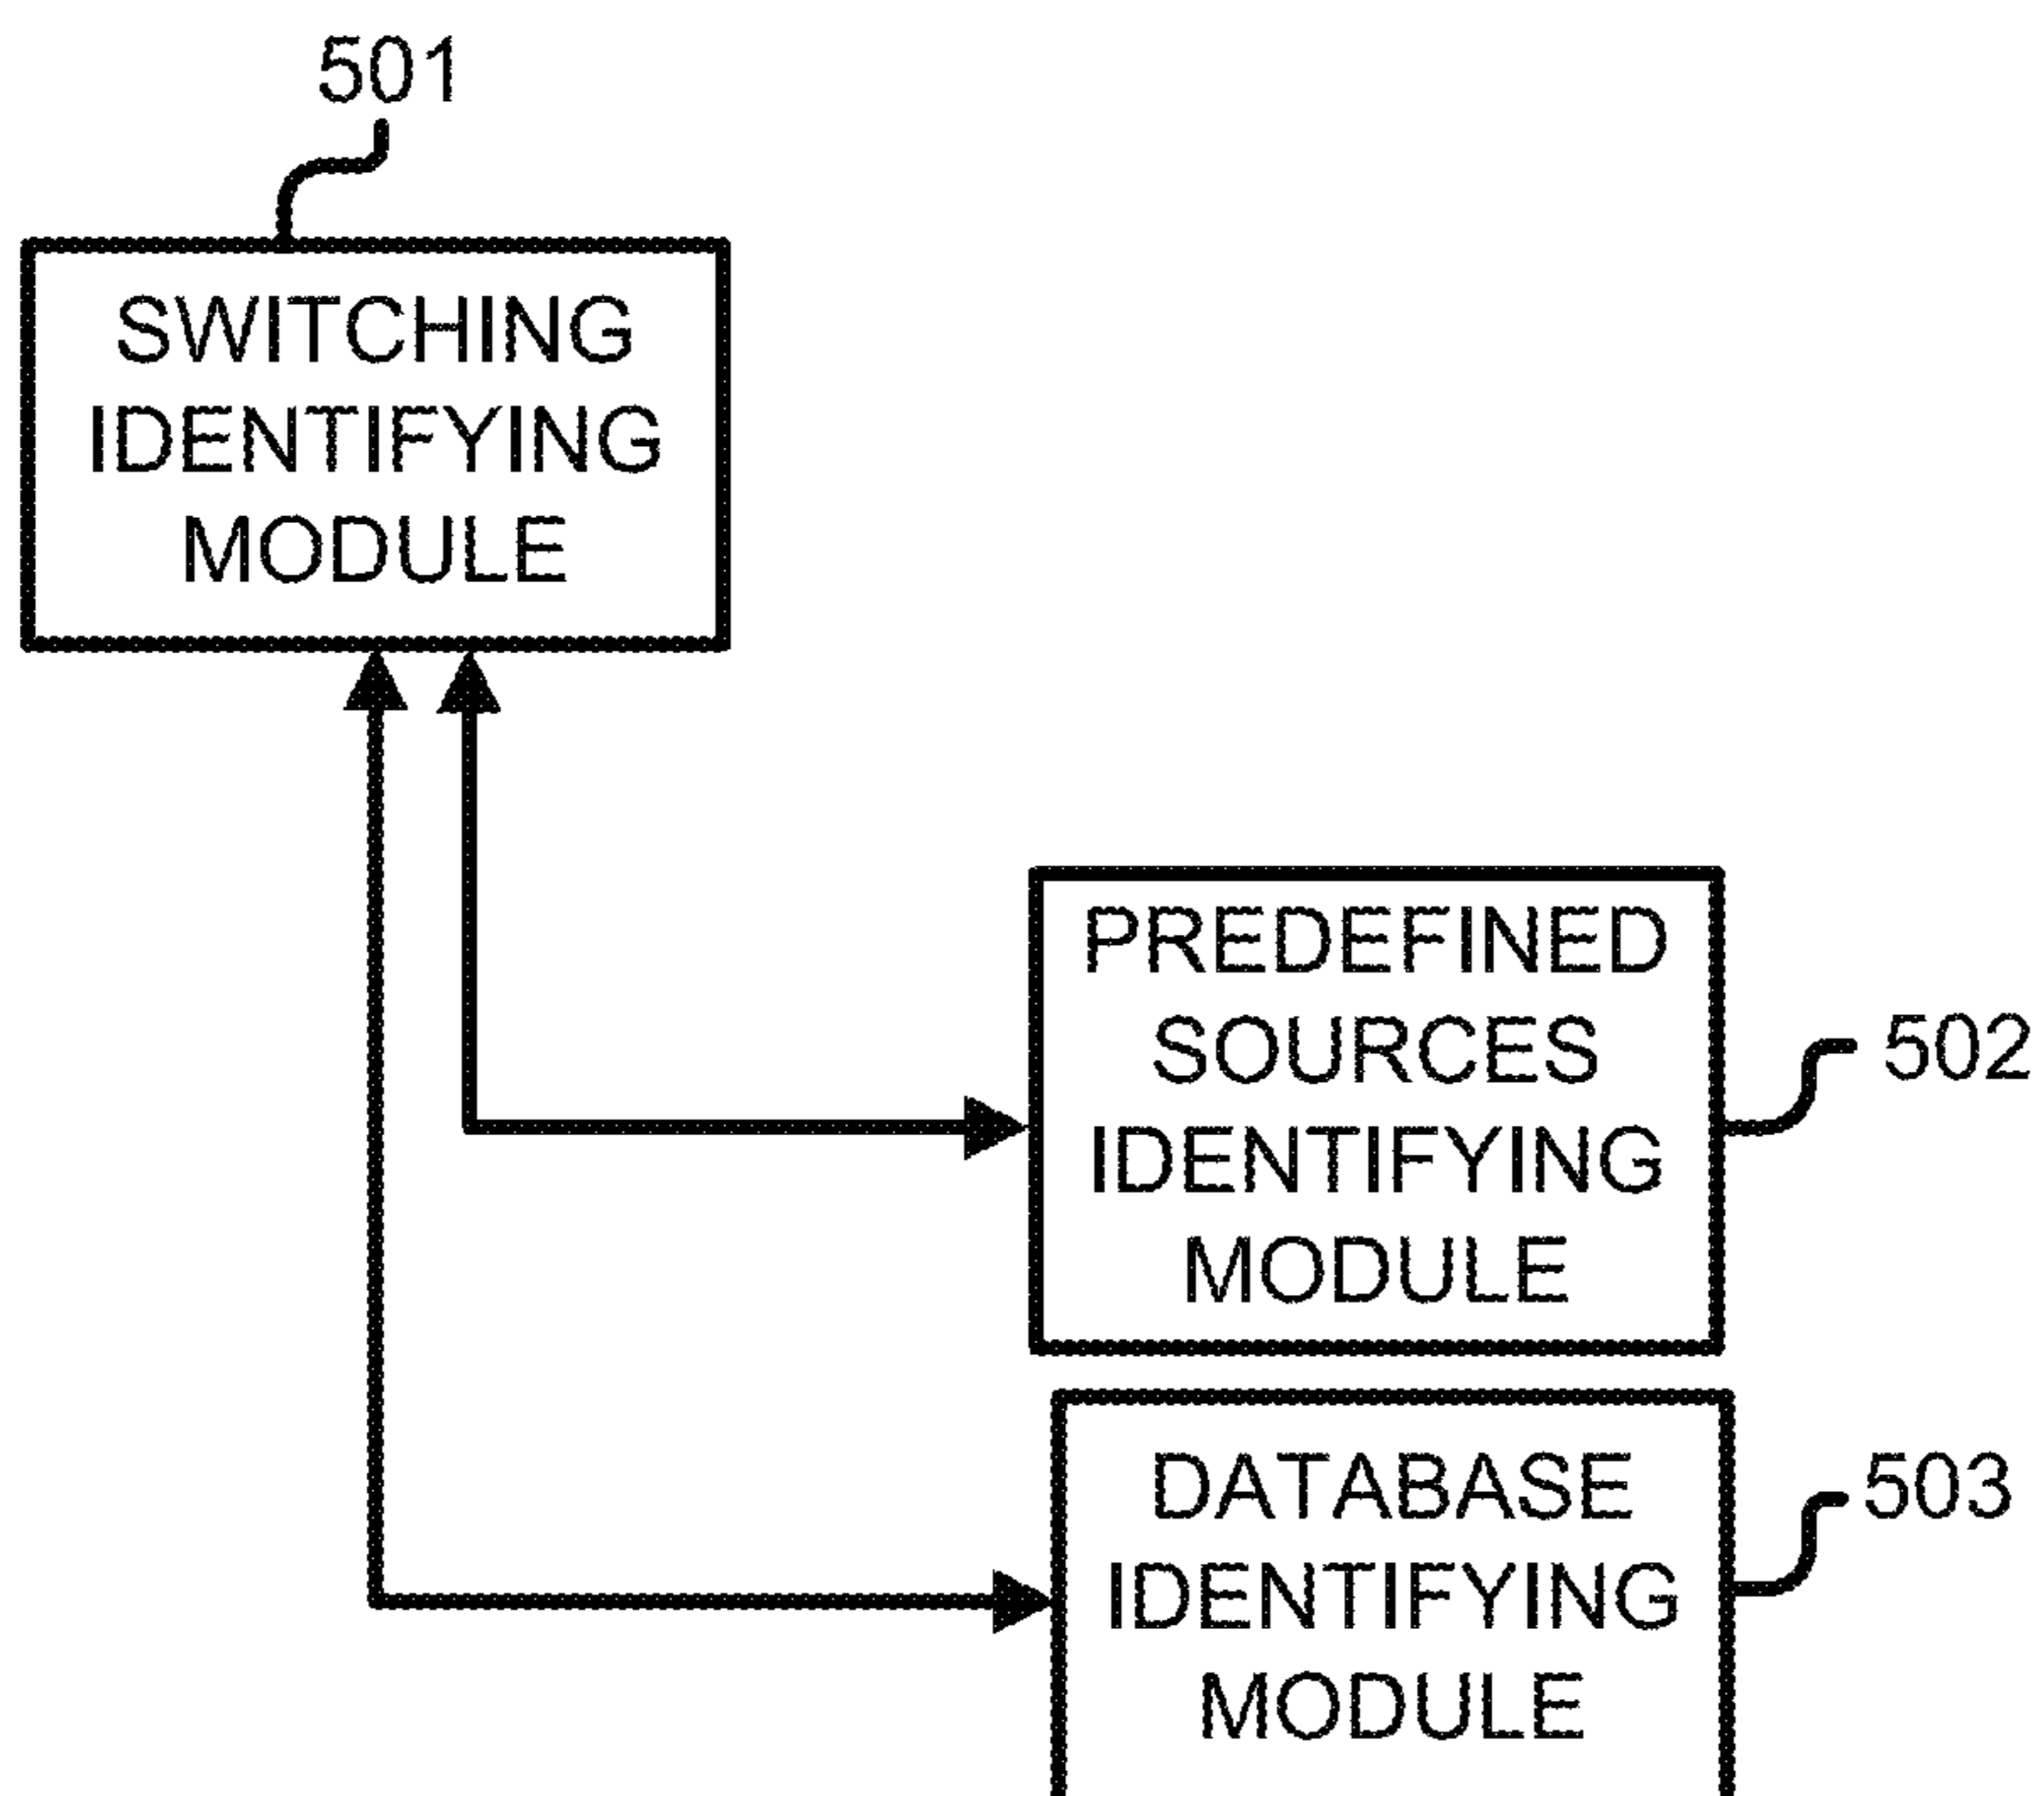 501
SWITCHING
IDENTIFYING
MODULE
PREDEFINED
SOURCES
IDENTIFYING
MODULE
502
DATABASE
IDENTIFYING
MODULE
503